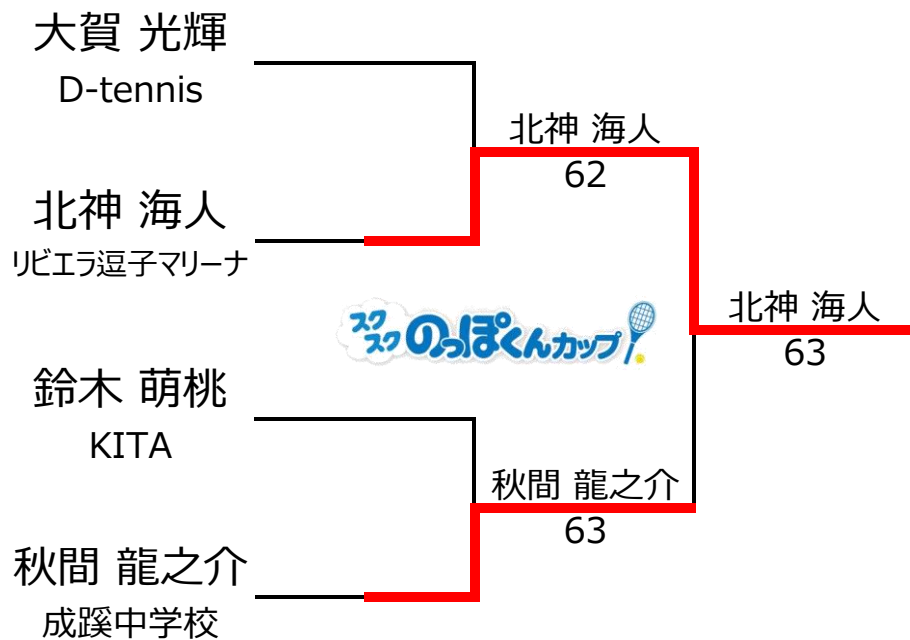 大賀 光輝
D-tennis
北神 海人
62
北神 海人
リビエラ逗子マリーナ
スクスクのっぽくんカップ
北神 海人
63
鈴木 萌桃
KITA
秋間 龍之介
63
秋間 龍之介
成蹊中学校